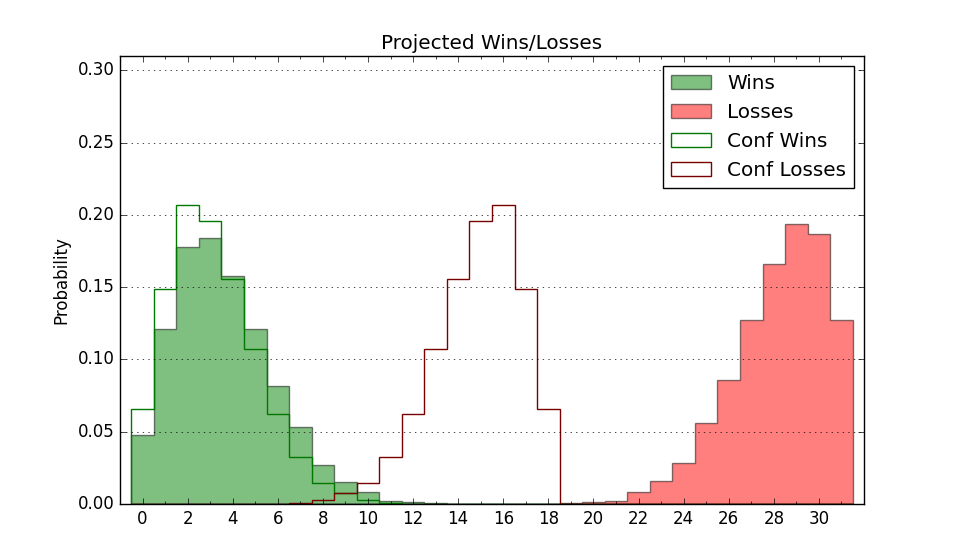 Projected Wins/Losses
0.30
0.25
0.20
0.15
0.10
0.05
0.00
Probability
Wins
Losses
Conf Wins
Conf Losses
0 2 4 6 8 10 12 14 16 18 20 22 24 26 28 30